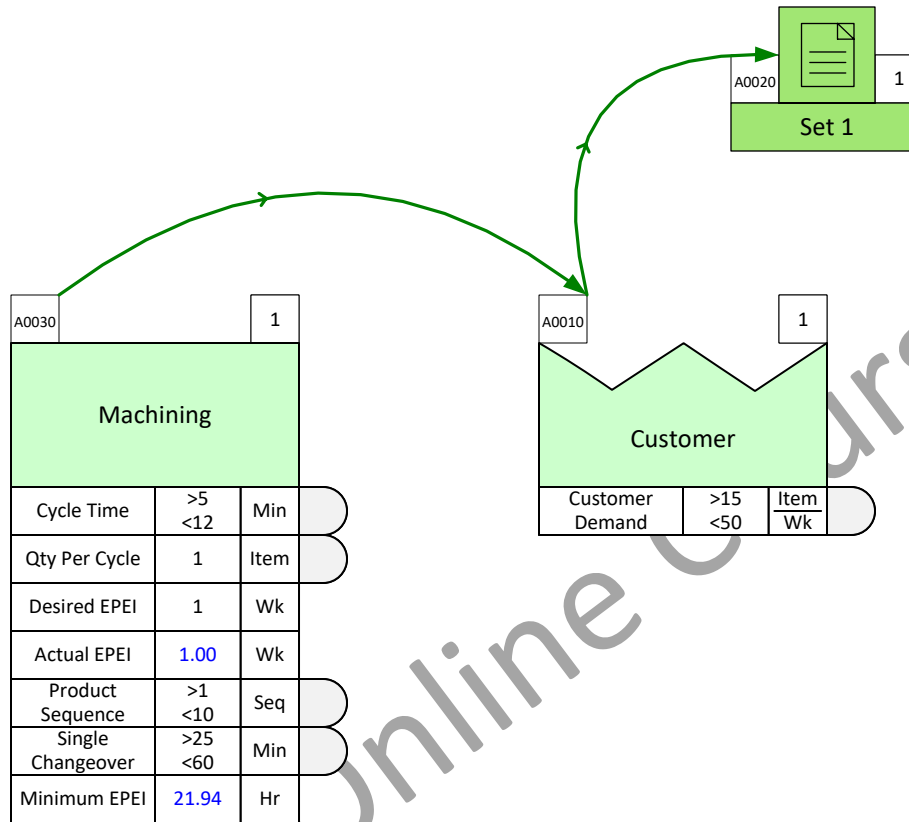 A0020
1
Set 1
A0030
1
A0010
1
Machining
Customer
Cycle Time >5 <12 Min
Qty Per Cycle 1 Item
Desired EPEI 1 Wk
Actual EPEI 1.00 Wk
Product Sequence >1 <10 Seq
Single Changeover >25 <60 Min
Minimum EPEI 21.94 Hr
Customer Demand >15 <50 Item Wk
Online